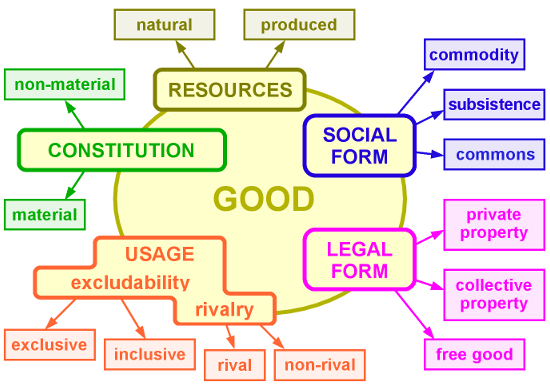 natural
produced
RESOURCES
non-material
CONSTITUTION
material
commodity
SOCIAL
FORM
subsistence
commons
GOOD
LEGAL
FORM
private
property
collective
property
free good
USAGE
excludability
rivalry
exclusive
inclusive
rival
non-rival